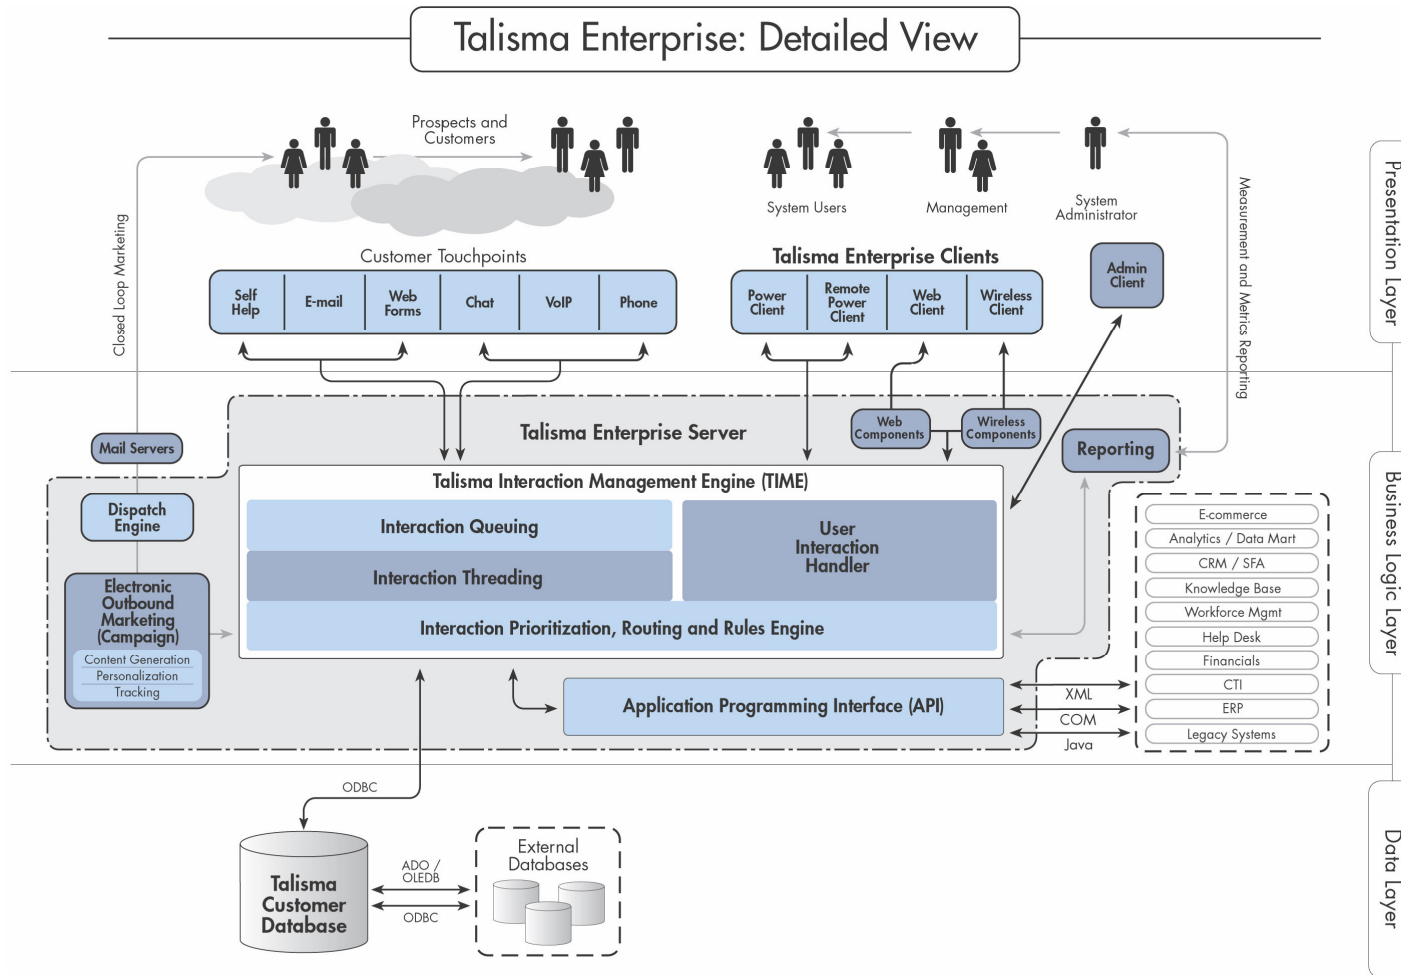 Talisma Enterprise: Detailed View
Prospects and
Customers
System Users
Management
System
Administrator
Closed Loop Marketing
Measurement and Metrics Reporting
Presentation Layer
Customer Touchpoints
Self
Help
E-mail
Web
Forms
Chat
VoIP
Phone
Talisma Enterprise Clients
Power
Client
Remote
Power
Client
Web
Client
Wireless
Client
Admin
Client
Talisma Enterprise Server
Web
Components
Wireless
Components
Reporting
Mail Servers
Dispatch
Engine
Electronic
Outbound
Marketing
(Campaign)
Content Generation
Personalization
Tracking
Talisma Interaction Management Engine (TIME)
Interaction Queuing
Interaction Threading
User
Interaction
Handler
Interaction Prioritization, Routing and Rules Engine
Application Programming Interface (API)
XML
COM
Java
E-commerce
Analytics / Data Mart
CRM / SFA
Knowledge Base
Workforce Mgmt
Help Desk
Financials
CTI
ERP
Legacy Systems
Business Logic Layer
ODBC
Talisma
Customer
Database
ADO /
OLEDB
ODBC
External
Databases
Data Layer